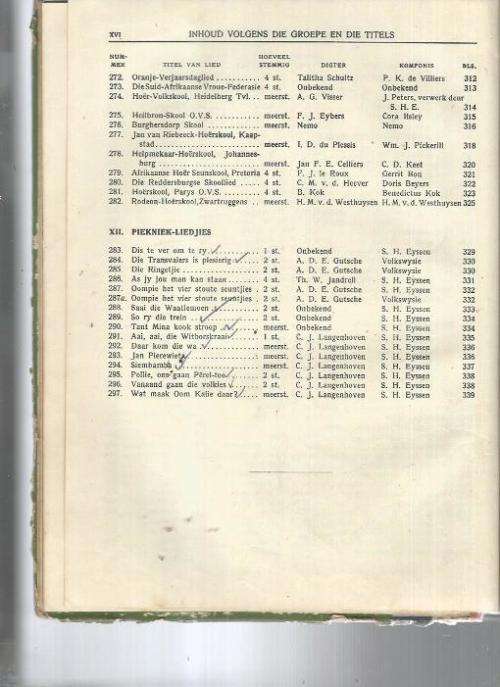 XVI INHOUD VOLGENS DIE GROEPE EN DIE TITELS
NUM- HOEVEEL
MER TITEL VAN LIED STEMMIG DIGTER KOMPONIS BLS.
272. Oranje-Verjaarsdaglied ........... 4 st. Talitha Schultz P. K. de Villiers 312
273. Die Suid-Afrikaanse Vroue-Federasie 4 st. Onbekend Onbekend 313
274. Hoër-Volkskool, Heidelberg Tvl. .. meerst. A. G. Visser J. Peters, verwerk deur
S. H. E. 314
275. Heilbron-Skool O.V.S. ........... meerst. F. J. Eybers Cora Ilsley 315
276. Burghersdorp Skool ............. meerst. Nemo Nemo 316
277. Jan van Riebeeck-Hoërskool, Kaap-
stad ...................... meerst. I. D. du Plessis Wm. J. Pickerill 318
278. Helpmekaar-Hoërskool, Johannes-
burg ..................... meerst. Jan F. E. Celliers C. D. Keet 320
279. Afrikaanse Hoër Seunskool, Pretoria 4 st. P. J. le Roux Gerrit Bon 321
280. Die Reddersburgse Skoollied ..... 4 st. C. M. v. d. Heever Doris Beyers 322
281. Hoërskool, Parys O.V.S. ......... 4 st. B. Kok Benedictus Kok 323
282. Rodean-Hoërskool, Zwartruggens .. meerst. H. M. v. d. Westhuysen H. M. v. d. Westhuysen 325
XII. PIEKNIEK-LIEDJIES
283. Dis te ver om te ry ............. 1 st. Onbekend S. H. Eyssen 329
284. Die Transvalers is plesierig ...... 2 st. A. D. E. Gutsche Volkswysie 330
285. Die Ringetjie .................. 2 st. A. D. E. Gutsche Volkswysie 330
286. As jy jou man kan staan ........ 4 st. Th. W. Jandrell S. H. Eyssen 331
287. Oompie het vier stoute seuntjies . 2 st. A. D. E. Gutsche S. H. Eyssen 332
287a. Oompie het vier stoute seuntjies . 2 st. A. D. E. Gutsche Volkswysie 332
288. Saai die Waatlemoen ........... 2 st. Onbekend S. H. Eyssen 333
289. So ry die trein ................. 2 st. Onbekend S. H. Eyssen 334
290. Tant Mina kook stroop ......... meerst. Onbekend S. H. Eyssen 334
291. Aai, aai, die Witborskraai ....... 1 st. C. J. Langenhoven S. H. Eyssen 335
292. Daar kom die wa .............. meerst. C. J. Langenhoven S. H. Eyssen 336
293. Jan Pierewiet .................. meerst. C. J. Langenhoven S. H. Eyssen 336
294. Siembamba .................... meerst. C. J. Langenhoven S. H. Eyssen 337
295. Pollie, ons gaan Pêrel-toe ....... 2 st. C. J. Langenhoven S. H. Eyssen 338
296. Vanaand gaan die volkies ....... 2 st. C. J. Langenhoven S. H. Eyssen 338
297. Wat maak Oom Kalie daar? ..... meerst. C. J. Langenhoven S. H. Eyssen 339